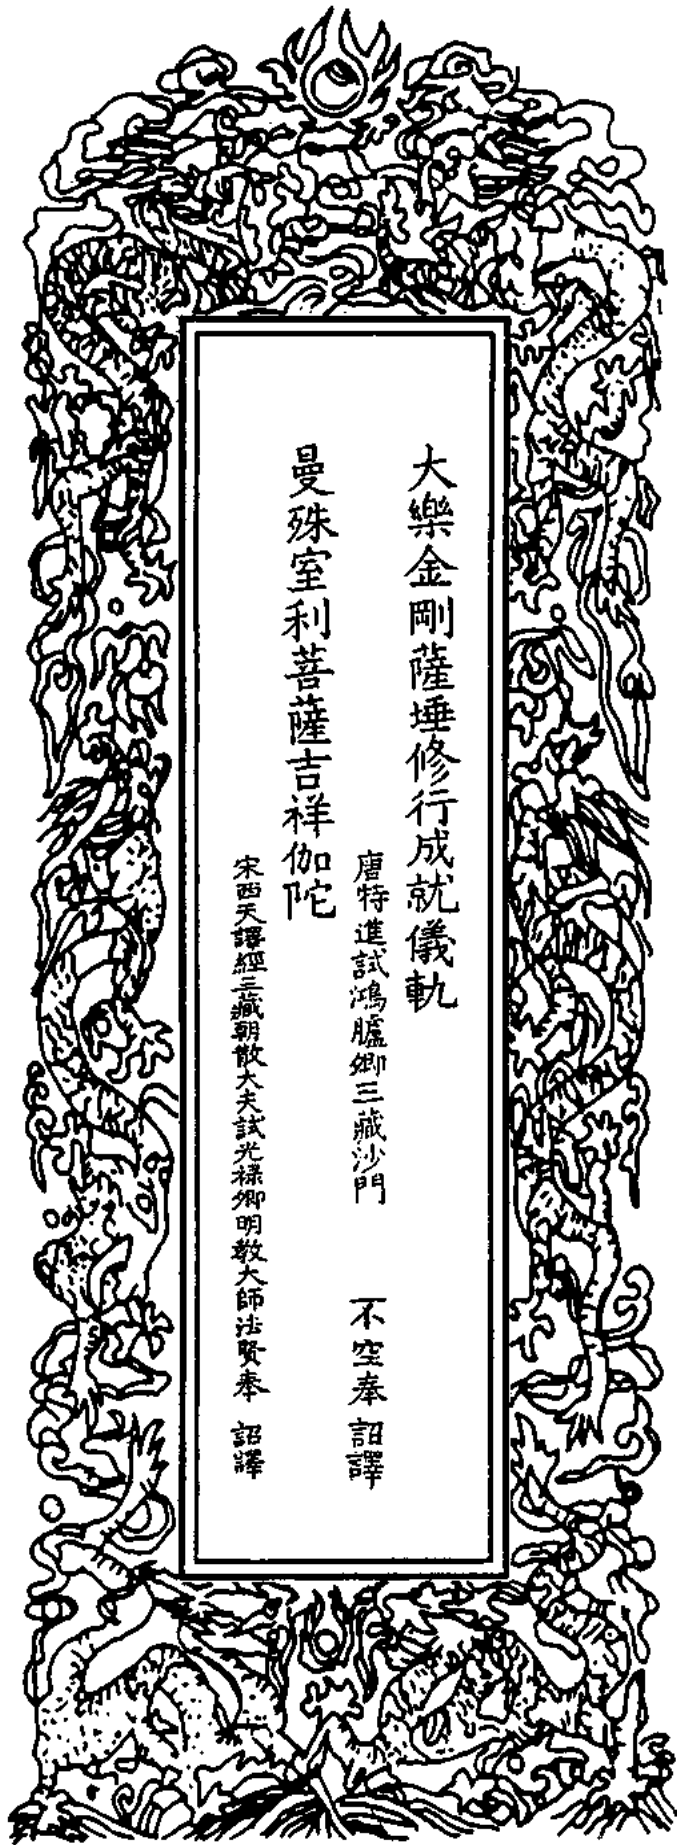 大樂金剛薩埵修行成就儀軌
唐特進試鴻臚卿三藏沙門 不空奉 詔譯
曼殊室利菩薩吉祥伽陀
宋西天譯經三藏朝散大夫試光祿卿明教大師法賢奉 詔譯